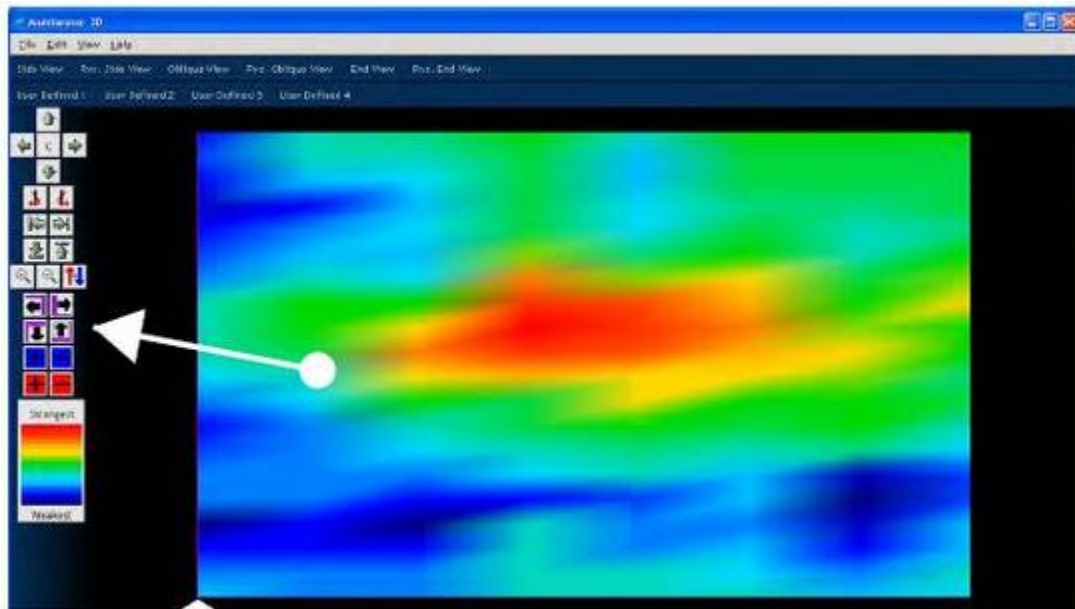 3D
File Edit View Help
Side View Rev. Side View Oblique View Rev. Oblique View End View Rev. End View
User Defined 1 User Defined 2 User Defined 3 User Defined 4
C
Strongest
Weakest